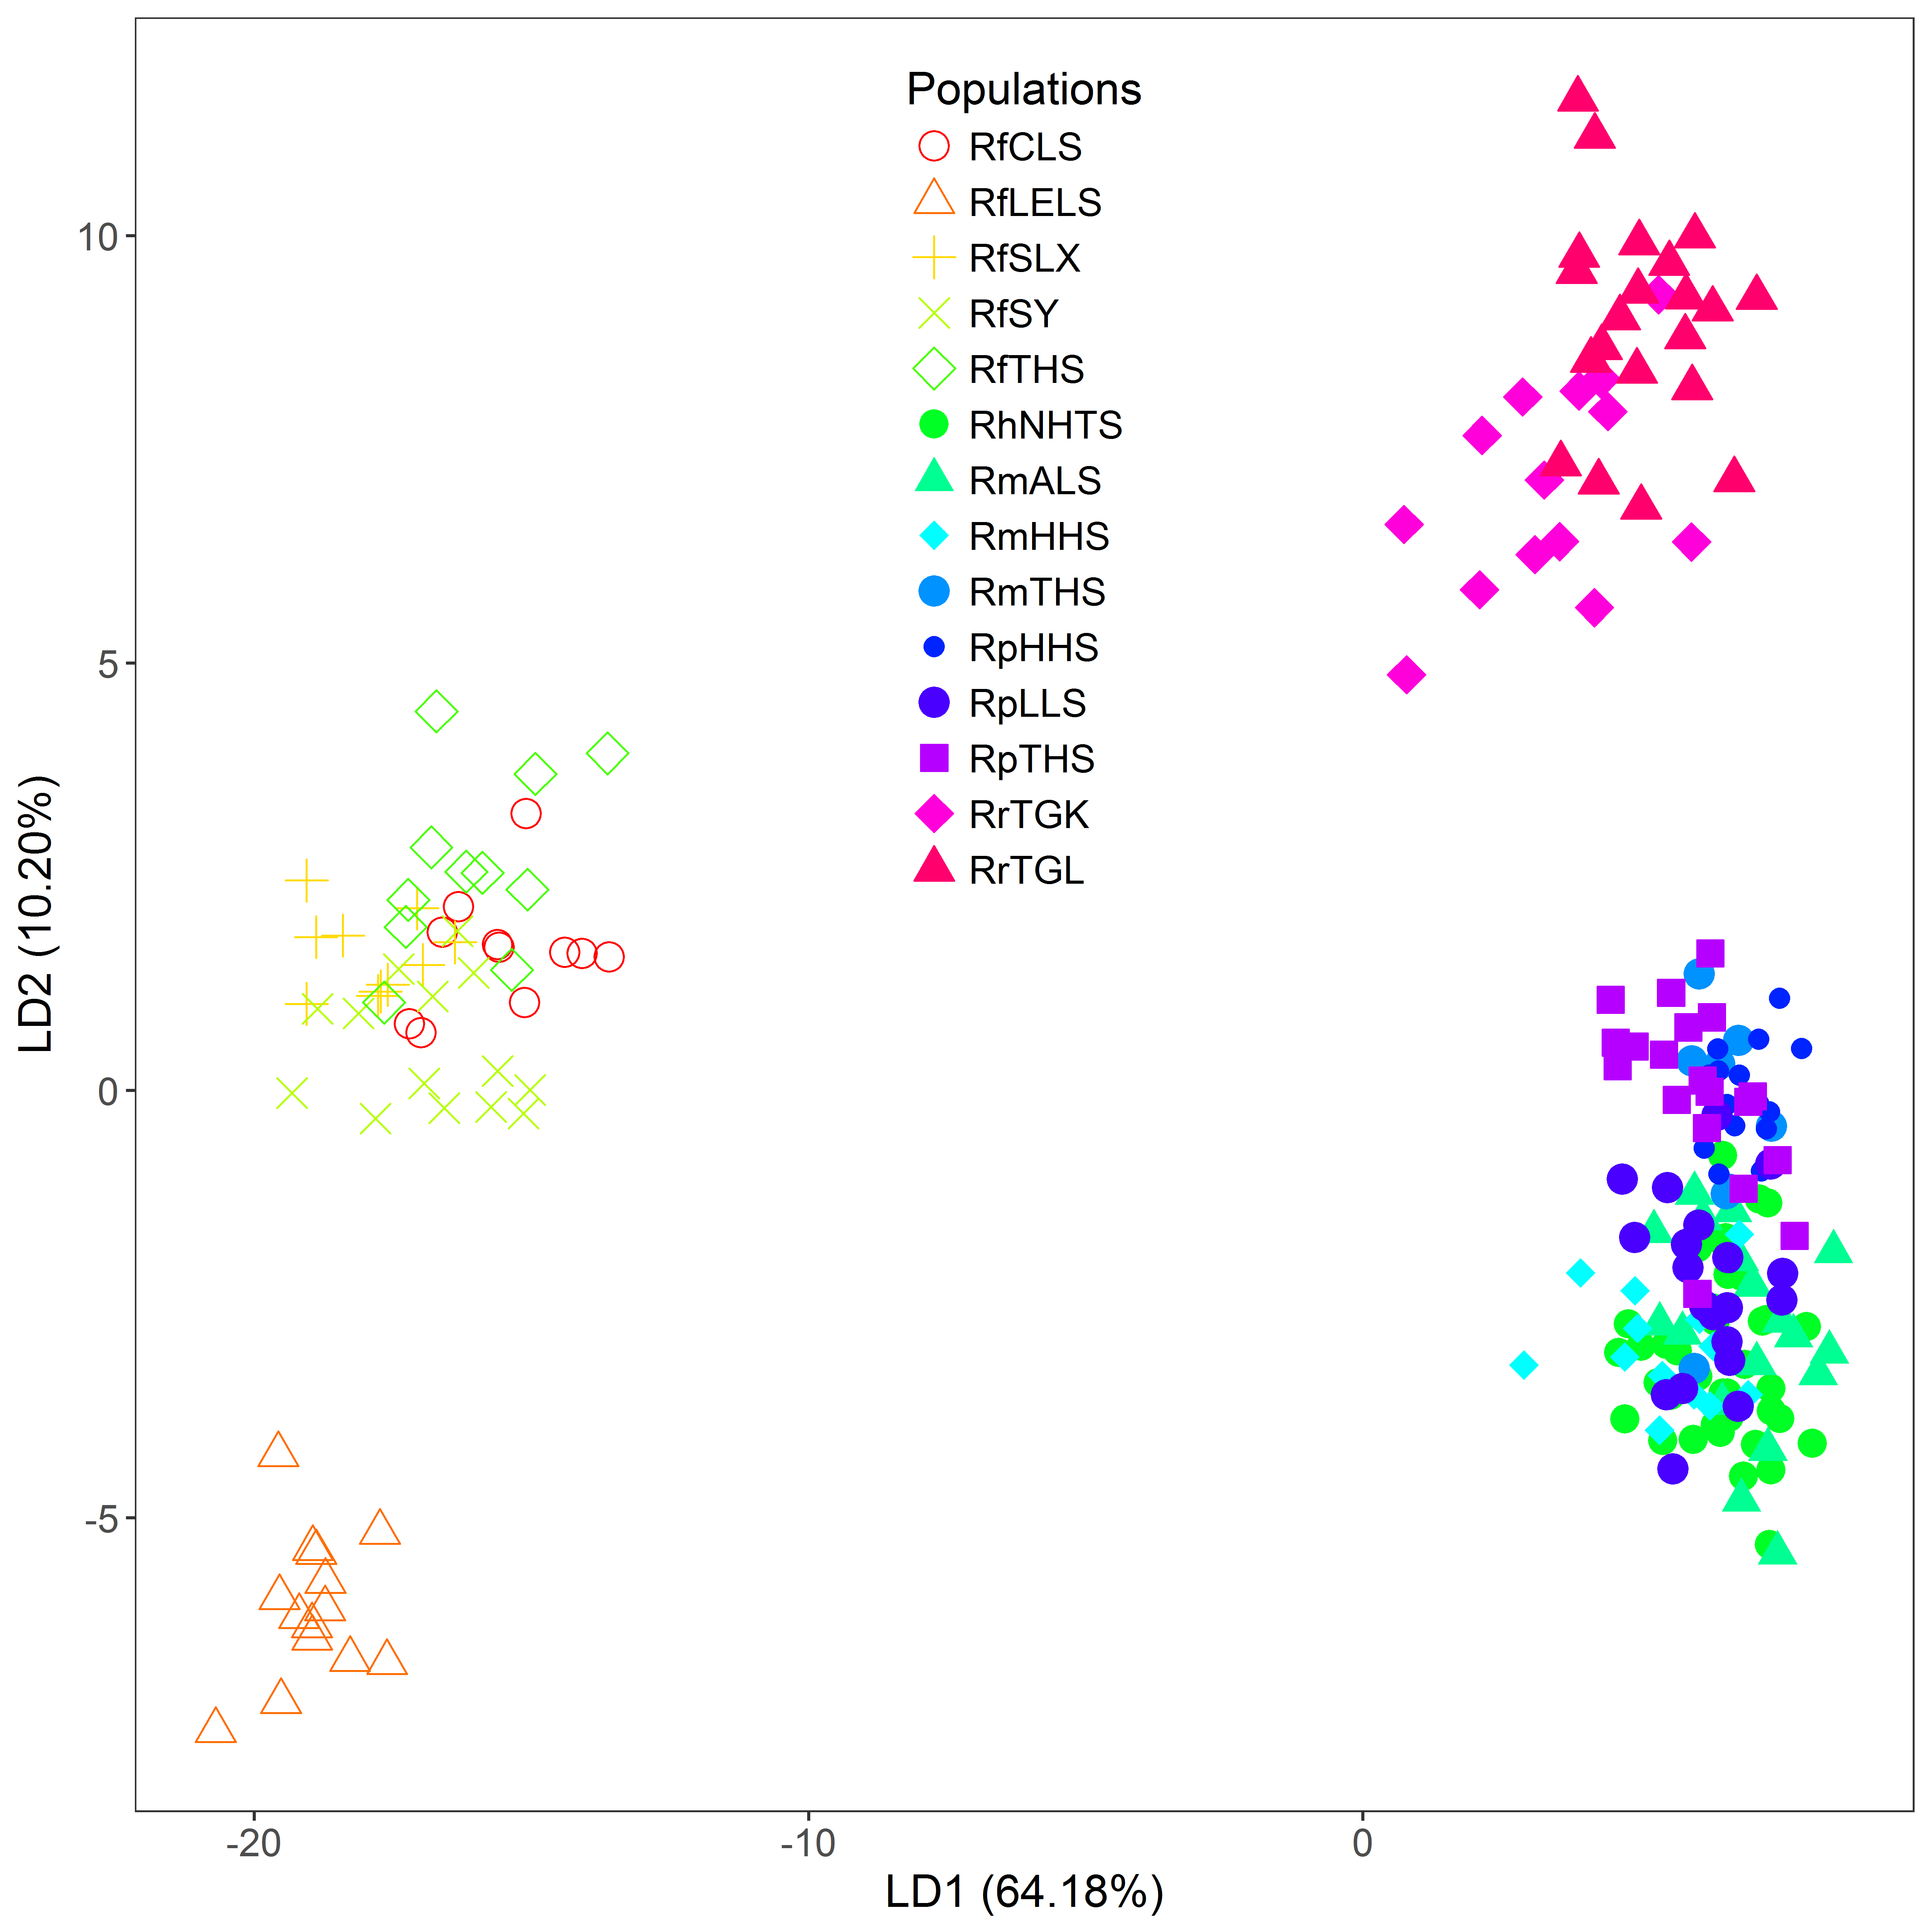 Populations
RfCLS
RfLELS
RfSLX
RfSY
RfTHS
RhNHTS
RmALS
RmHHS
RmTHS
RpHHS
RpLLS
RpTHS
RrTGK
RrTGL
10
5
0
-5
LD2 (10.20%)
-20
-10
0
LD1 (64.18%)